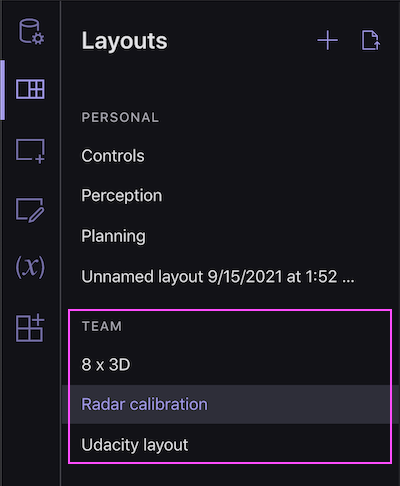 Layouts
PERSONAL
Controls
Perception
Planning
Unnamed layout 9/15/2021 at 1:52 ...
(x)
TEAM
8 x 3D
Radar calibration
Udacity layout